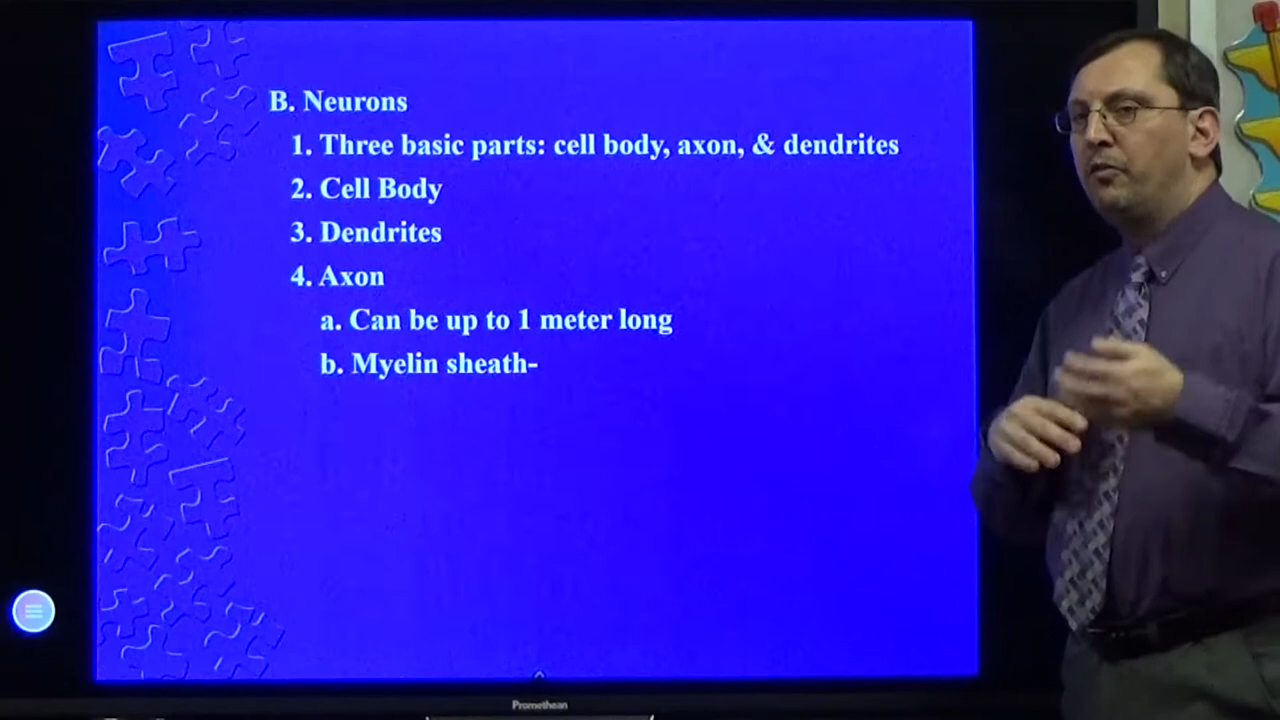 B. Neurons
1. Three basic parts: cell body, axon, & dendrites
2. Cell Body
3. Dendrites
4. Axon
a. Can be up to 1 meter long
b. Myelin sheath-
Promethean